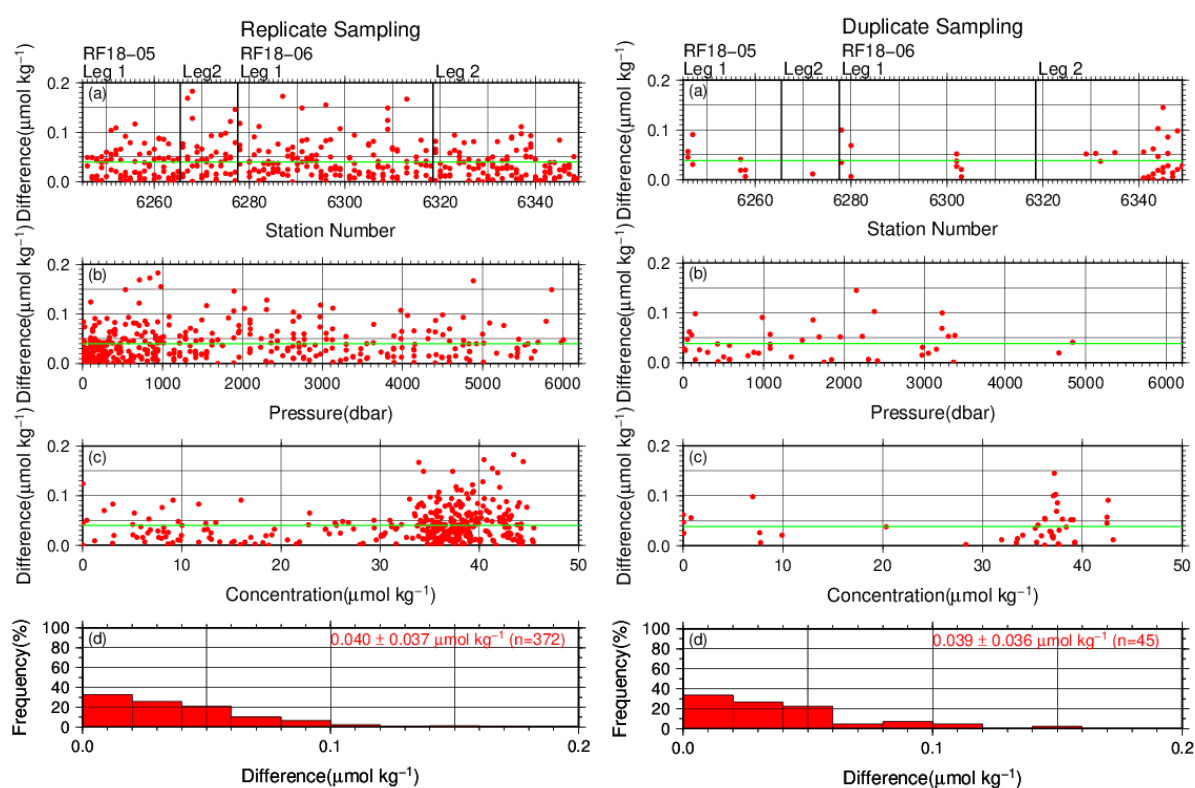 Replicate Sampling
RF18−05 RF18−06
Leg 1 Leg2 Leg 1 Leg 2
(a)
0.2
0.1
0.0
Difference(μmol kg⁻¹)
6260 6280 6300 6320 6340
Station Number
(b)
0.2
0.1
0.0
Difference(μmol kg⁻¹)
0 1000 2000 3000 4000 5000 6000
Pressure(dbar)
(c)
0.2
0.1
0.0
Difference(μmol kg⁻¹)
0 10 20 30 40 50
Concentration(μmol kg⁻¹)
(d)
0.040 ± 0.037 μmol kg⁻¹ (n=372)
100
80
60
40
20
0
Frequency(%)
0.0 0.1 0.2
Difference(μmol kg⁻¹)
Duplicate Sampling
RF18−05 RF18−06
Leg 1 Leg2 Leg 1 Leg 2
(a)
0.2
0.1
0.0
Difference(μmol kg⁻¹)
6260 6280 6300 6320 6340
Station Number
(b)
0.2
0.1
0.0
Difference(μmol kg⁻¹)
0 1000 2000 3000 4000 5000 6000
Pressure(dbar)
(c)
0.2
0.1
0.0
Difference(μmol kg⁻¹)
0 10 20 30 40 50
Concentration(μmol kg⁻¹)
(d)
0.039 ± 0.036 μmol kg⁻¹ (n=45)
100
80
60
40
20
0
Frequency(%)
0.0 0.1 0.2
Difference(μmol kg⁻¹)